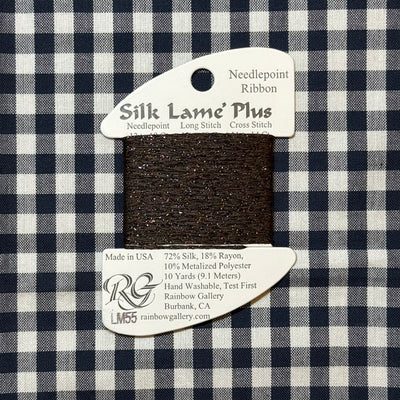 Needlepoint
Ribbon
Silk Lame' Plus
Needlepoint Long Stitch Cross Stitch
Made in USA
72% Silk, 18% Rayon,
10% Metalized Polyester
10 Yards (9.1 Meters)
Hand Washable, Test First
Rainbow Gallery
Burbank, CA
rainbowgallery.com
RG
LM55